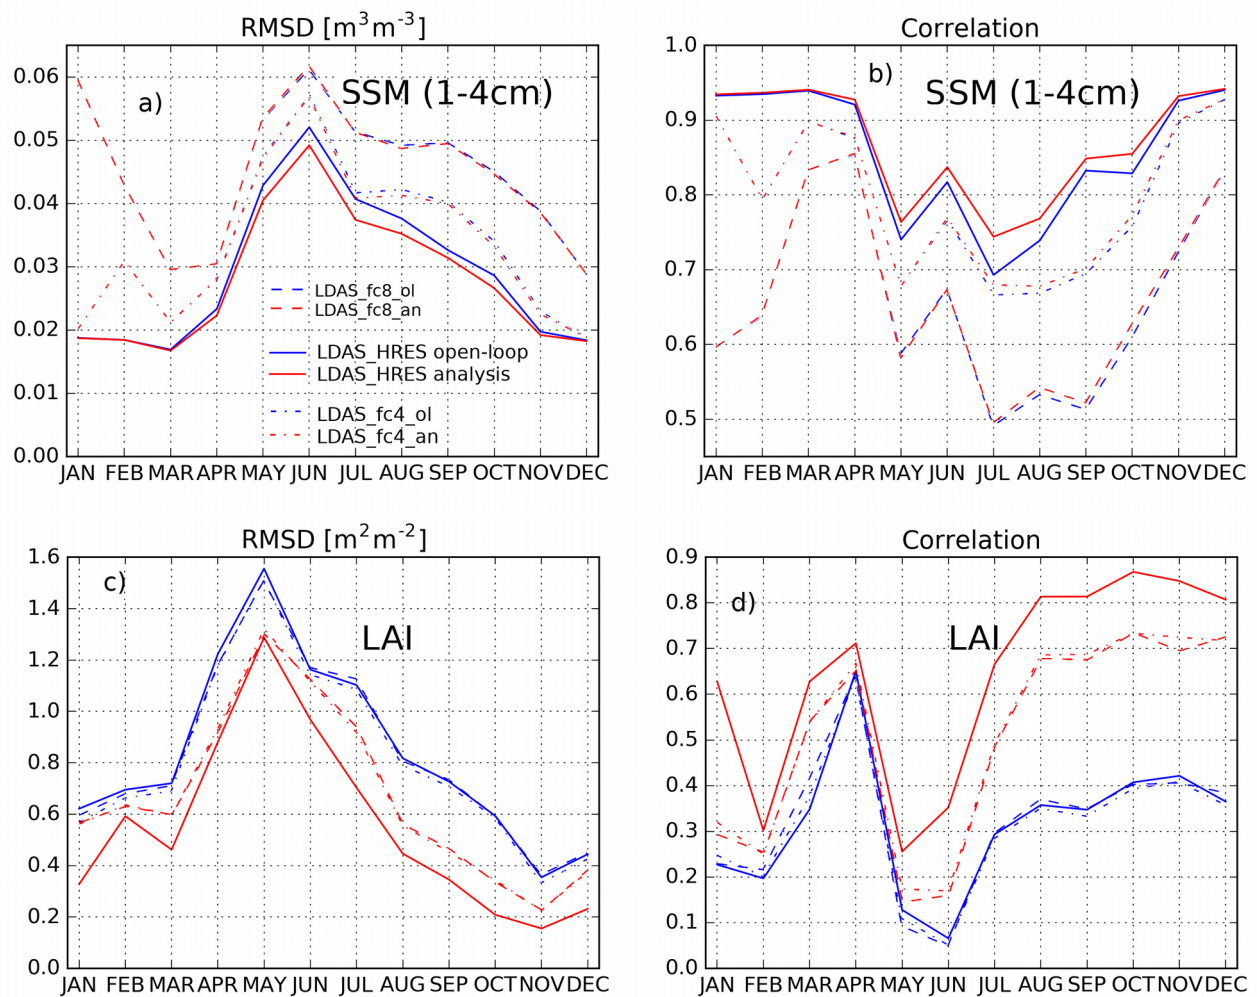 RMSD [m³m⁻³]
a)
SSM (1-4cm)
0.06
0.05
0.04
0.03
0.02
0.01
0.00
LDAS_fc8_ol
LDAS_fc8_an
LDAS_HRES open-loop
LDAS_HRES analysis
LDAS_fc4_ol
LDAS_fc4_an
JAN FEB MAR APR MAY JUN JUL AUG SEP OCT NOV DEC
Correlation
b)
SSM (1-4cm)
1.0
0.9
0.8
0.7
0.6
0.5
JAN FEB MAR APR MAY JUN JUL AUG SEP OCT NOV DEC
RMSD [m²m⁻²]
c)
LAI
1.6
1.4
1.2
1.0
0.8
0.6
0.4
0.2
0.0
JAN FEB MAR APR MAY JUN JUL AUG SEP OCT NOV DEC
Correlation
d)
LAI
0.9
0.8
0.7
0.6
0.5
0.4
0.3
0.2
0.1
0.0
JAN FEB MAR APR MAY JUN JUL AUG SEP OCT NOV DEC